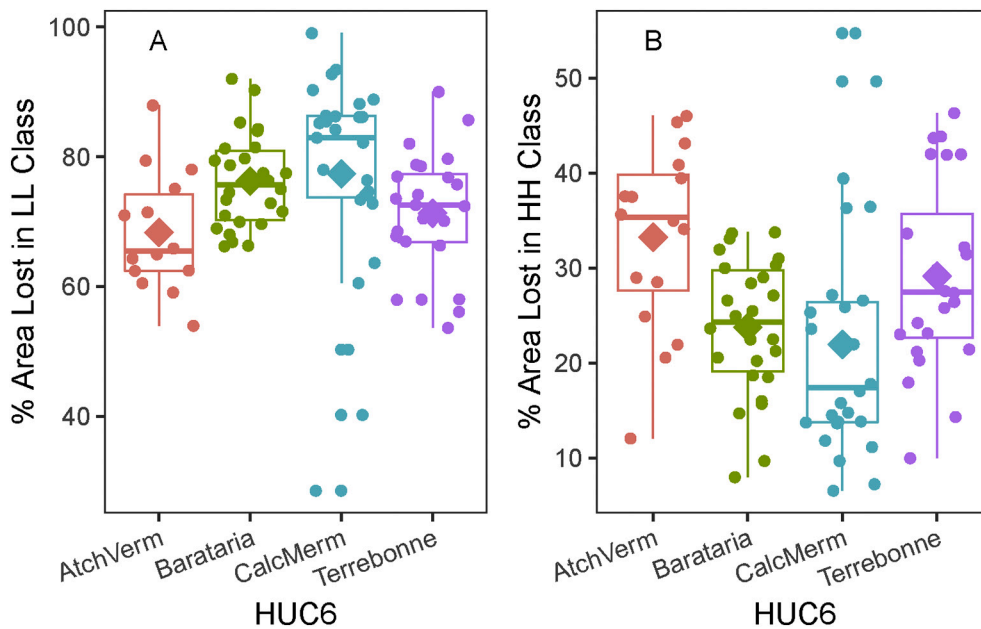 A
% Area Lost in LL Class
100
80
60
40
AtchVerm
Barataria
CalcMerm
Terrebonne
HUC6
B
% Area Lost in HH Class
50
40
30
20
10
AtchVerm
Barataria
CalcMerm
Terrebonne
HUC6